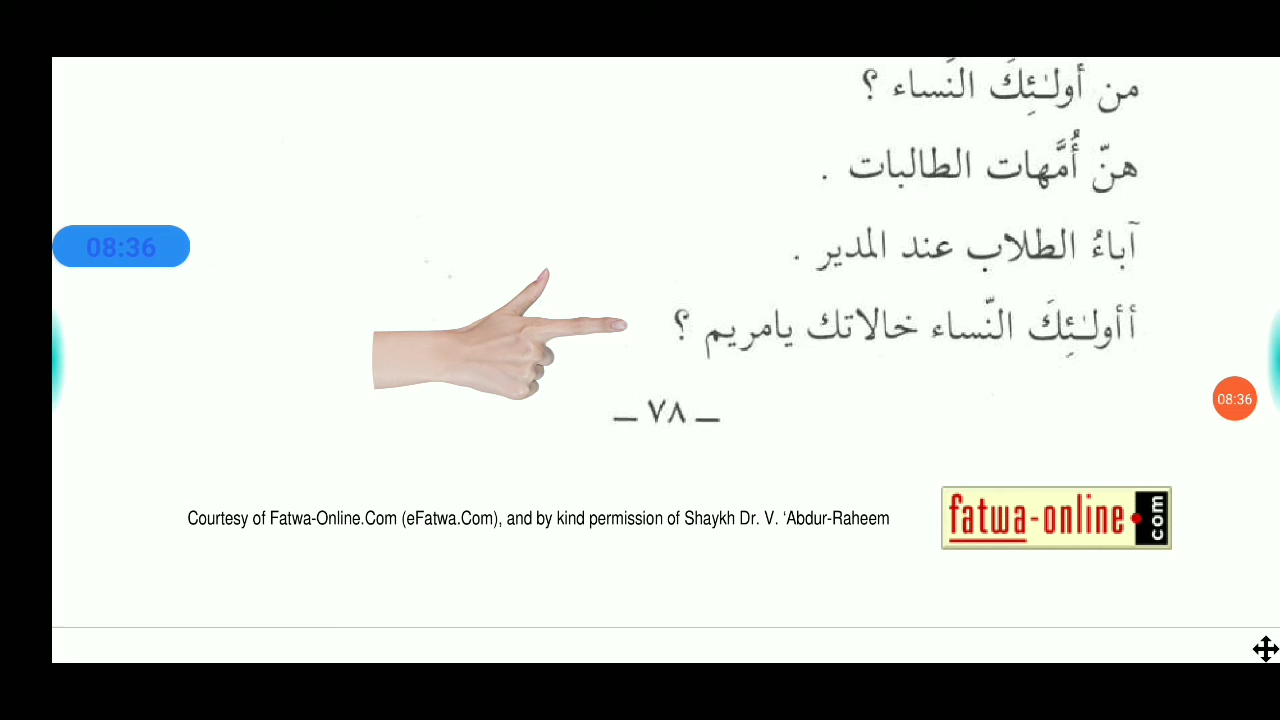 من أولـٰئِكَ النَّساء ؟
هنّ أُمَّهات الطالبات .
08:36
آباءُ الطلاب عند المدير .
أأولـٰئِكَ النّساء خالاتك يامريم ؟
08:36
— ٧٨ —
Courtesy of Fatwa-Online.Com (eFatwa.Com), and by kind permission of Shaykh Dr. V. ‘Abdur-Raheem
fatwa-online.com